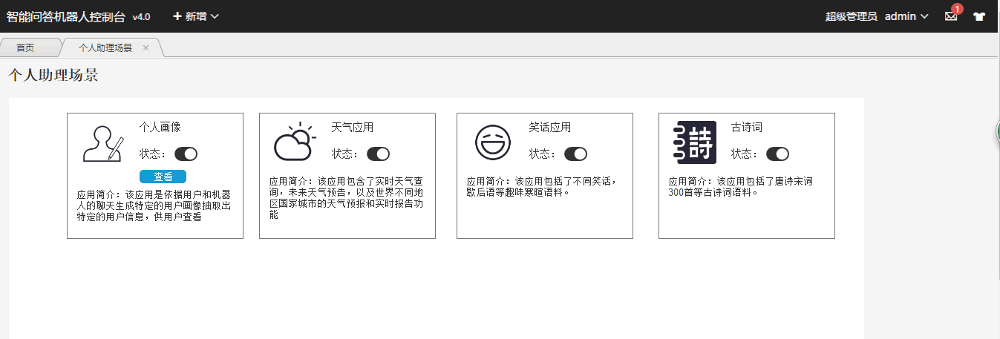 智能问答机器人控制台 v4.0 新增 超级管理员 admin 1
首页 个人助理场景
个人助理场景
个人画像
状态：
查看
应用简介：该应用是依据用户和机器
人的聊天生成特定的用户画像抽取出
特定的用户信息，供用户查看
天气应用
状态：
应用简介：该应用包含了实时天气查
询，未来天气预告，以及世界不同地
区国家城市的天气预报和实时报告功
能
笑话应用
状态：
应用简介：该应用包括了不同笑话，
歇后语等趣味寒暄语料。
詩
古诗词
状态：
应用简介：该应用包括了唐诗宋词
300首等古诗词语料。